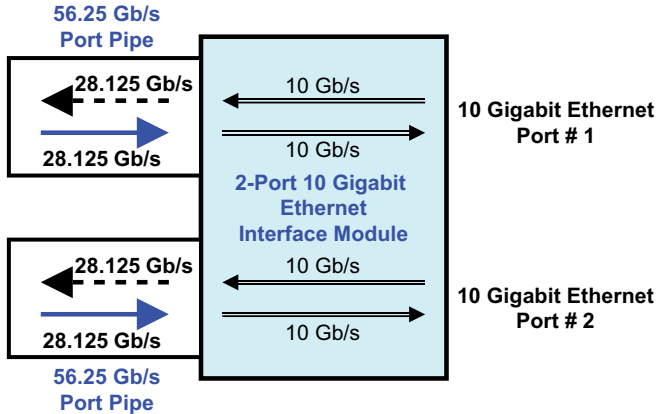 56.25 Gb/s
Port Pipe
28.125 Gb/s
28.125 Gb/s
10 Gb/s
10 Gb/s
10 Gigabit Ethernet
Port # 1
2-Port 10 Gigabit
Ethernet
Interface Module
28.125 Gb/s
28.125 Gb/s
10 Gb/s
10 Gb/s
10 Gigabit Ethernet
Port # 2
56.25 Gb/s
Port Pipe